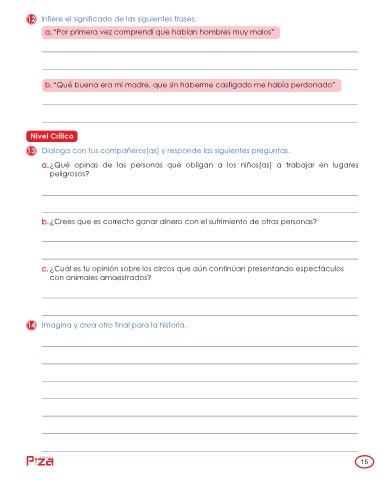 12 Infiere el significado de las siguientes frases.
a. "Por primera vez comprendí que habían hombres muy malos"
b. "Qué buena era mi madre, que sin haberme castigado me había perdonado"
Nivel Crítico
13 Dialoga con tus compañeros(as) y responde las siguientes preguntas.
a. ¿Qué opinas de las personas que obligan a los niños(as) a trabajar en lugares
peligrosos?
b. ¿Crees que es correcto ganar dinero con el sufrimiento de otras personas?
c. ¿Cuál es tu opinión sobre los circos que aún continúan presentando espectáculos
con animales amaestrados?
14 Imagina y crea otro final para la historia.
Piza
15